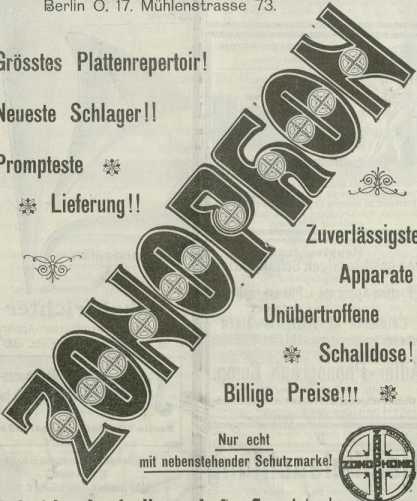 Berlin O. 17. Mühlenstrasse 73.
Grösstes Plattenrepertoir!
Neueste Schlager!!
Prompteste
Lieferung!!
ZONOPHON
Zuverlässigste
Apparate
Unübertroffene
Schalldose!
Billige Preise!!!
Nur echt
mit nebenstehender Schutzmarke!
ZONOPHONE